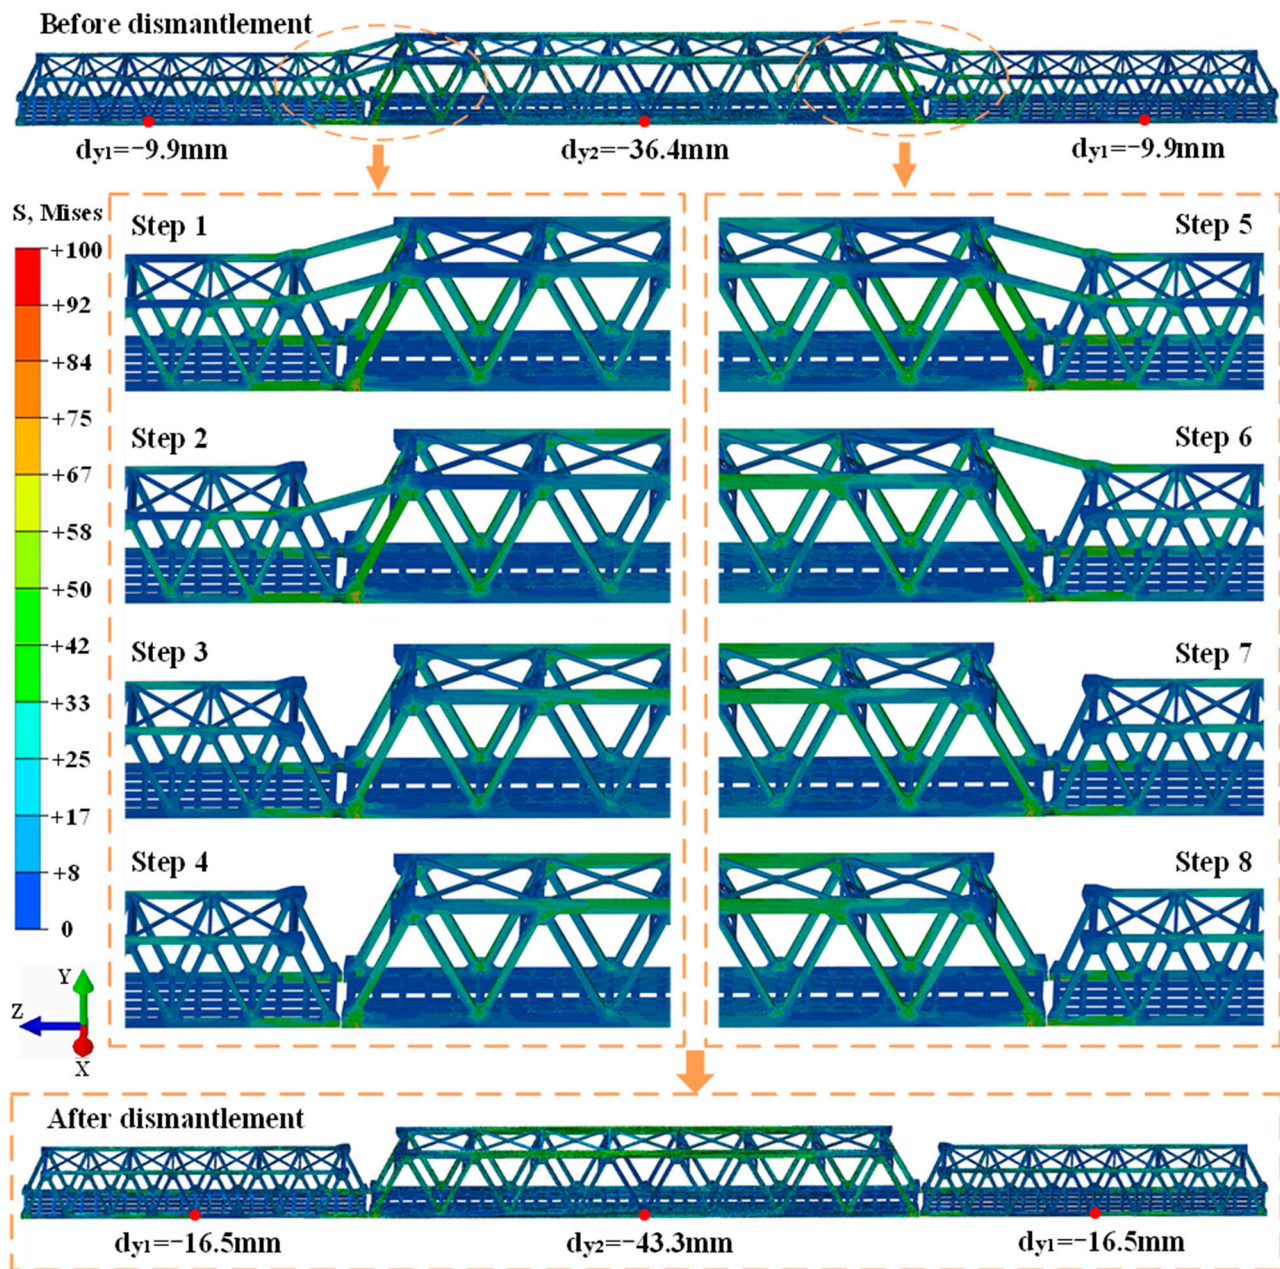 Before dismantlement
dy1=−9.9mm
dy2=−36.4mm
dy1=−9.9mm
S, Mises
+100
+92
+84
+75
+67
+58
+50
+42
+33
+25
+17
+8
0
Y
Z
X
Step 1
Step 2
Step 3
Step 4
Step 5
Step 6
Step 7
Step 8
After dismantlement
dy1=−16.5mm
dy2=−43.3mm
dy1=−16.5mm